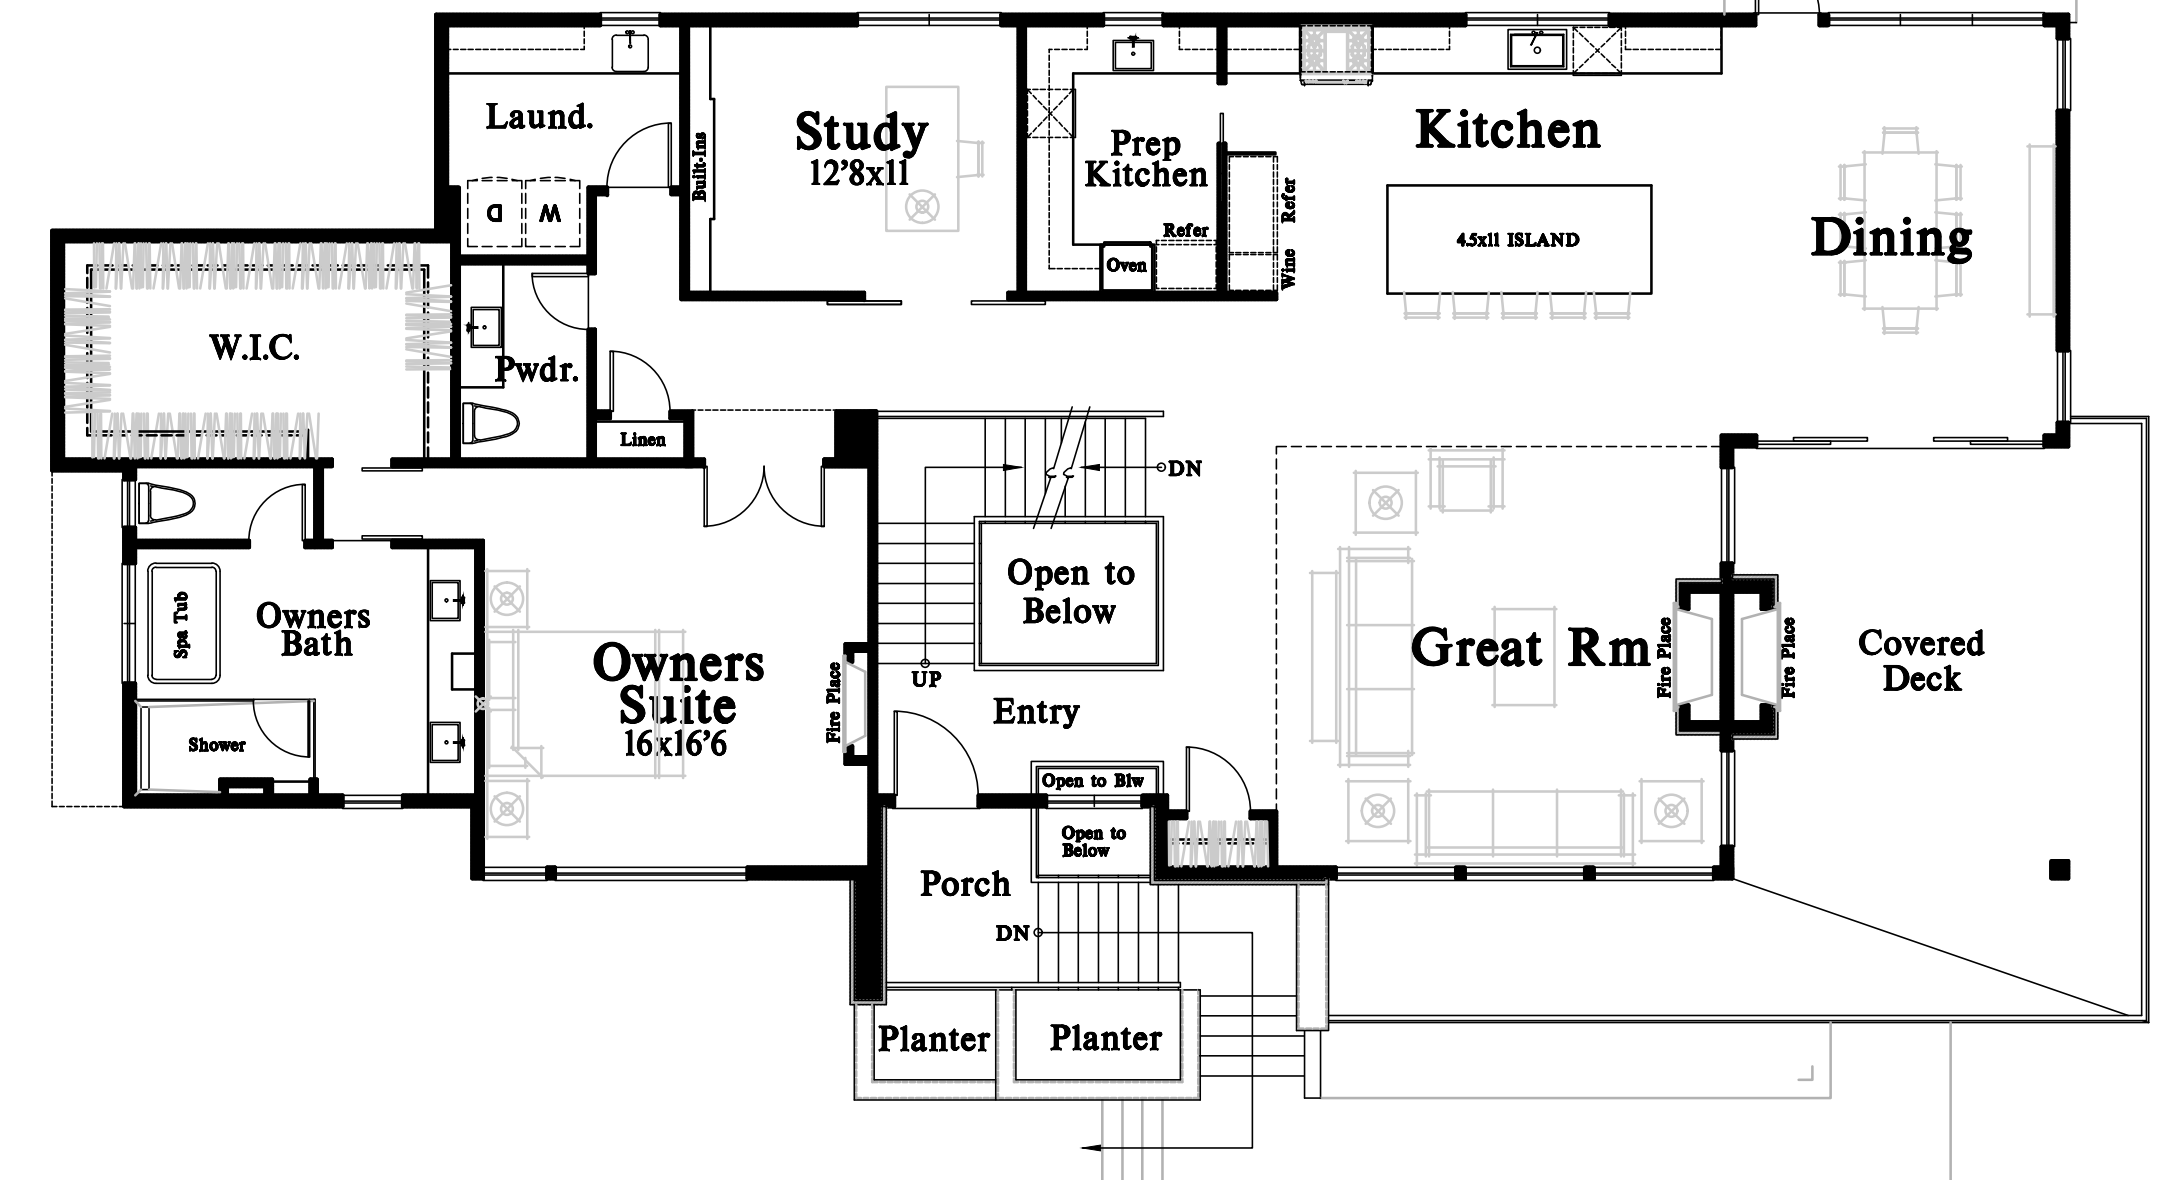 Laund.
Built-Ins
Study
12'8x11
Prep
Kitchen
Refer
Oven
Wine Refer
Kitchen
4.5x11 ISLAND
Dining
D
W
W.I.C.
Pwdr.
Linen
DN
Open to
Below
UP
Entry
Spa Tub
Owners
Bath
Shower
Owners
Suite
16x16'6
Fire Place
Great Rm
Fire Place
Fire Place
Covered
Deck
Open to Blw
Open to
Below
Porch
DN
Planter
Planter